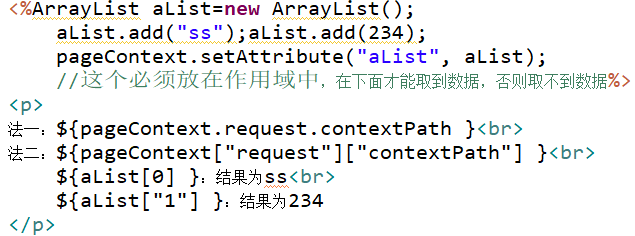 <%ArrayList aList=new ArrayList();
aList.add("ss");aList.add(234);
pageContext.setAttribute("aList", aList);
//这个必须放在作用域中，在下面才能取到数据，否则取不到数据%>
<p>
法一：${pageContext.request.contextPath }<br>
法二：${pageContext["request"]["contextPath"] }<br>
${aList[0] }：结果为ss<br>
${aList["1"] }：结果为234
</p>